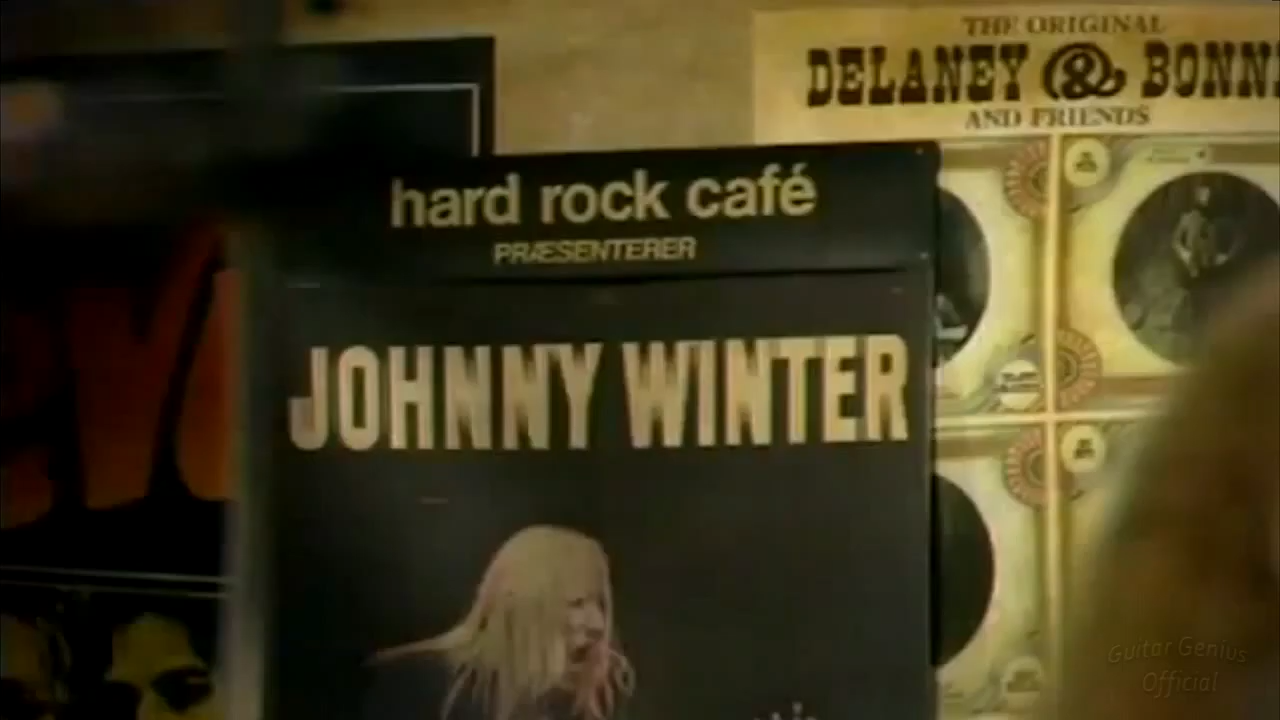 THE ORIGINAL
DELANEY & BONN
AND FRIENDS
hard rock café
PRÆSENTERER
JOHNNY WINTER
Guitar Genius
Official